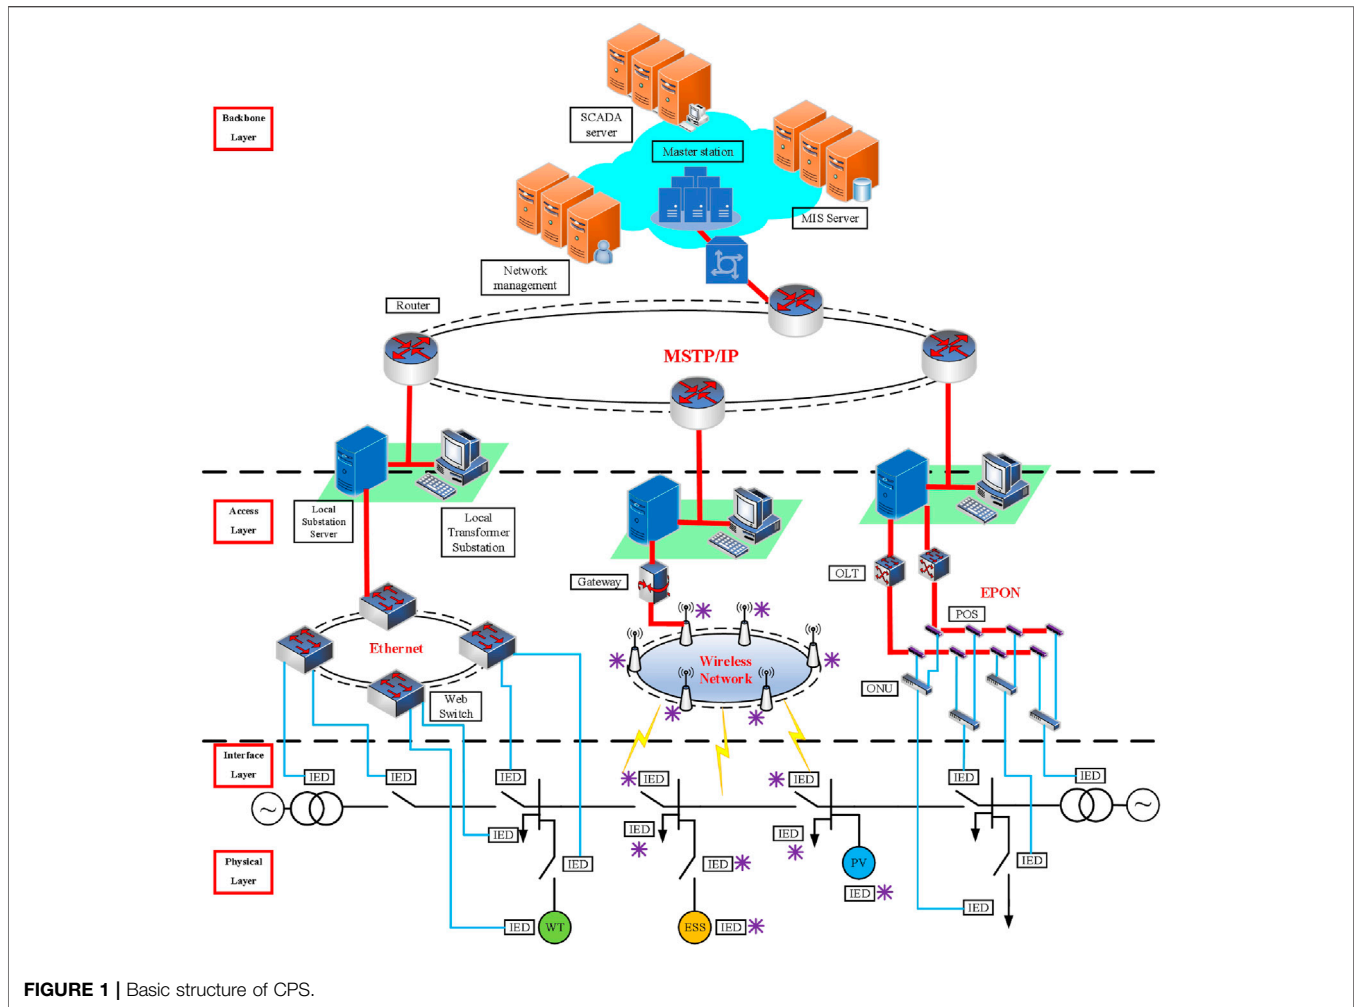 SCADA
server
Backbone
Layer
Master station
MIS Server
Network
management
Router
MSTP/IP
Access
Layer
Local
Substation
Server
Local
Transformer
Substation
Gateway
OLT
EPON
POS
Ethernet
Wireless
Network
ONU
Web
Switch
Interface
Layer
IED
IED
IED
IED
IED
IED
IED
~
~
IED
IED
IED
Physical
Layer
IED
IED
IED
PV
IED
IED
IED
WT
ESS
IED
FIGURE 1 | Basic structure of CPS.